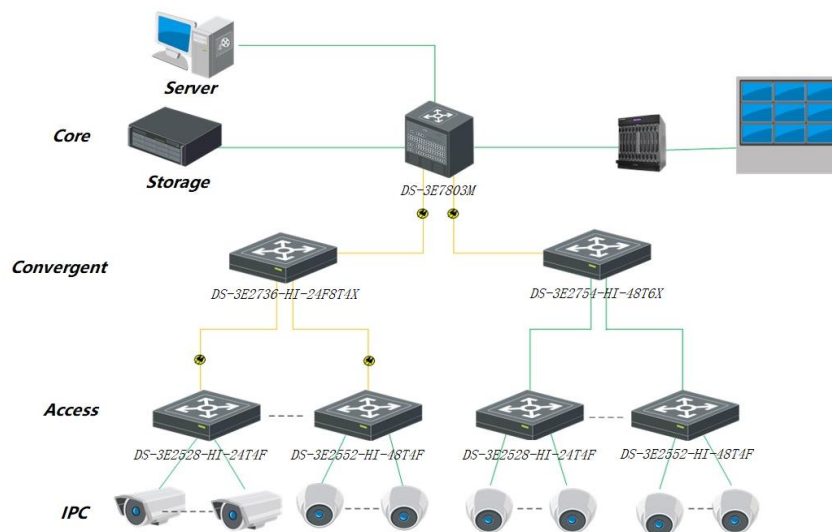 Server
Core
Storage
DS-3E7803M
Convergent
DS-3E2736-HI-24F8T4X
DS-3E2754-HI-48T6X
Access
DS-3E2528-HI-24T4F
DS-3E2552-HI-48T4F
DS-3E2528-HI-24T4F
DS-3E2552-HI-48T4F
IPC